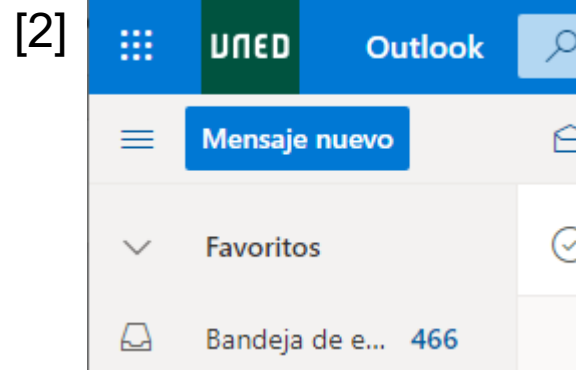 [2]
UNED Outlook
Mensaje nuevo
Favoritos
Bandeja de e... 466